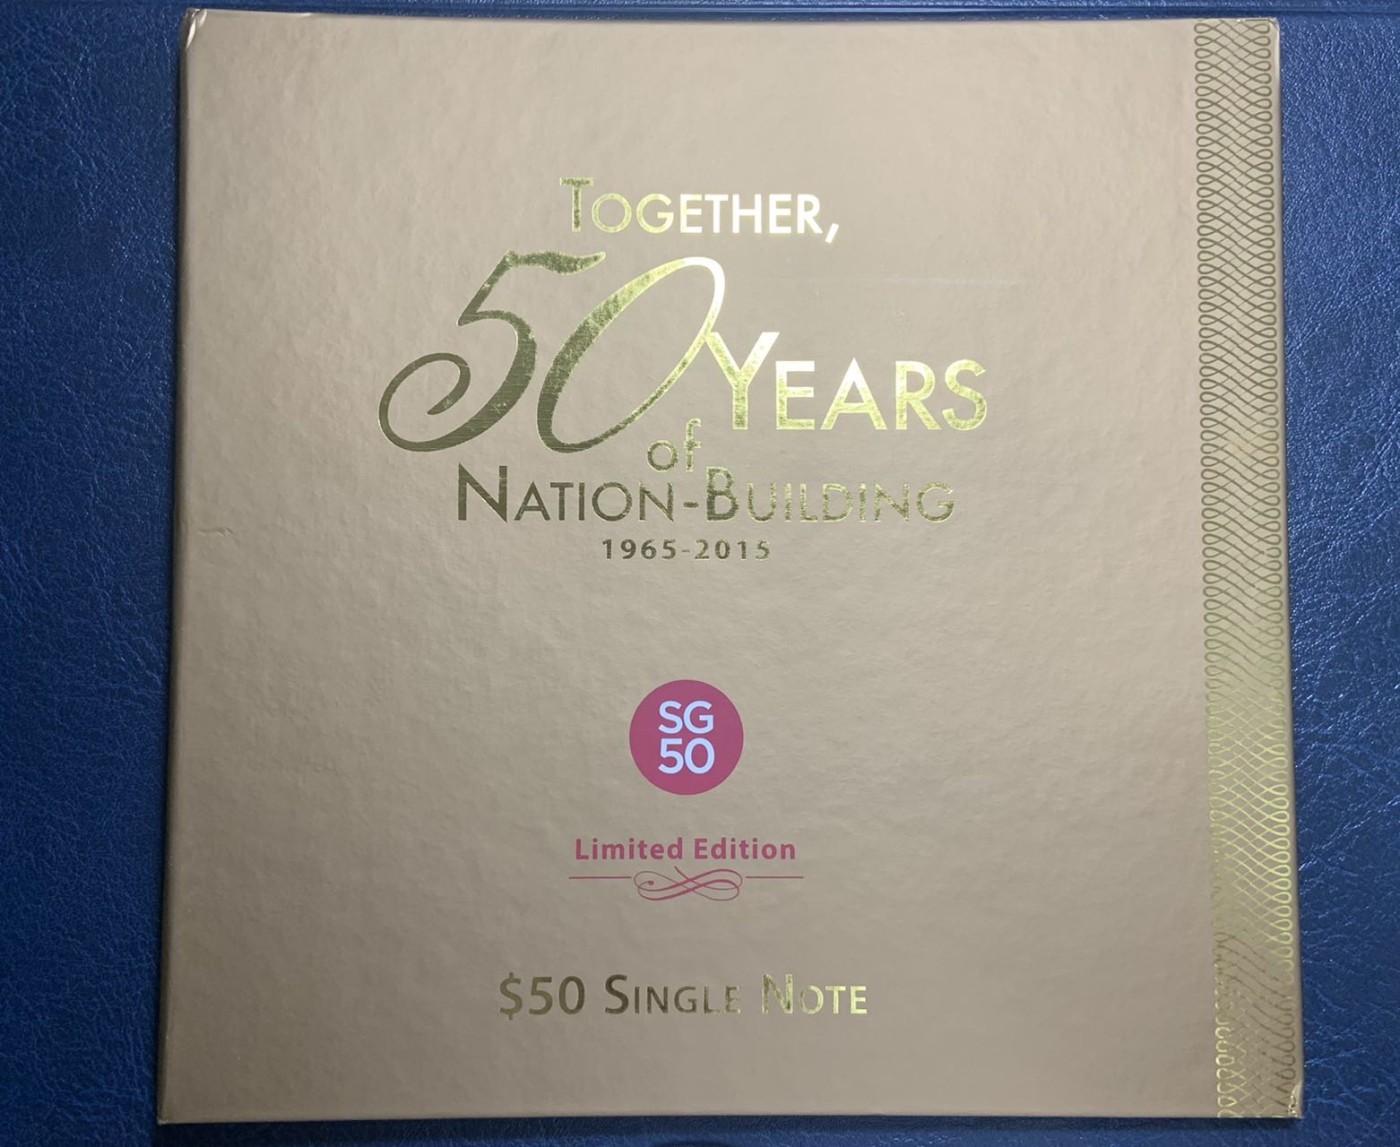 TOGETHER,
50 YEARS
of
NATION-BUILDING
1965-2015
SG
50
Limited Edition
$50 SINGLE NOTE